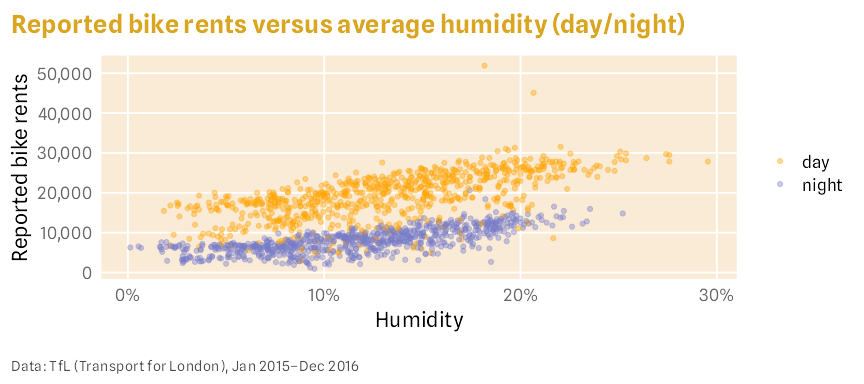 Reported bike rents versus average humidity (day/night)
Reported bike rents
50,000
40,000
30,000
20,000
10,000
0
0%
10%
20%
30%
Humidity
day
night
Data: TfL (Transport for London), Jan 2015–Dec 2016